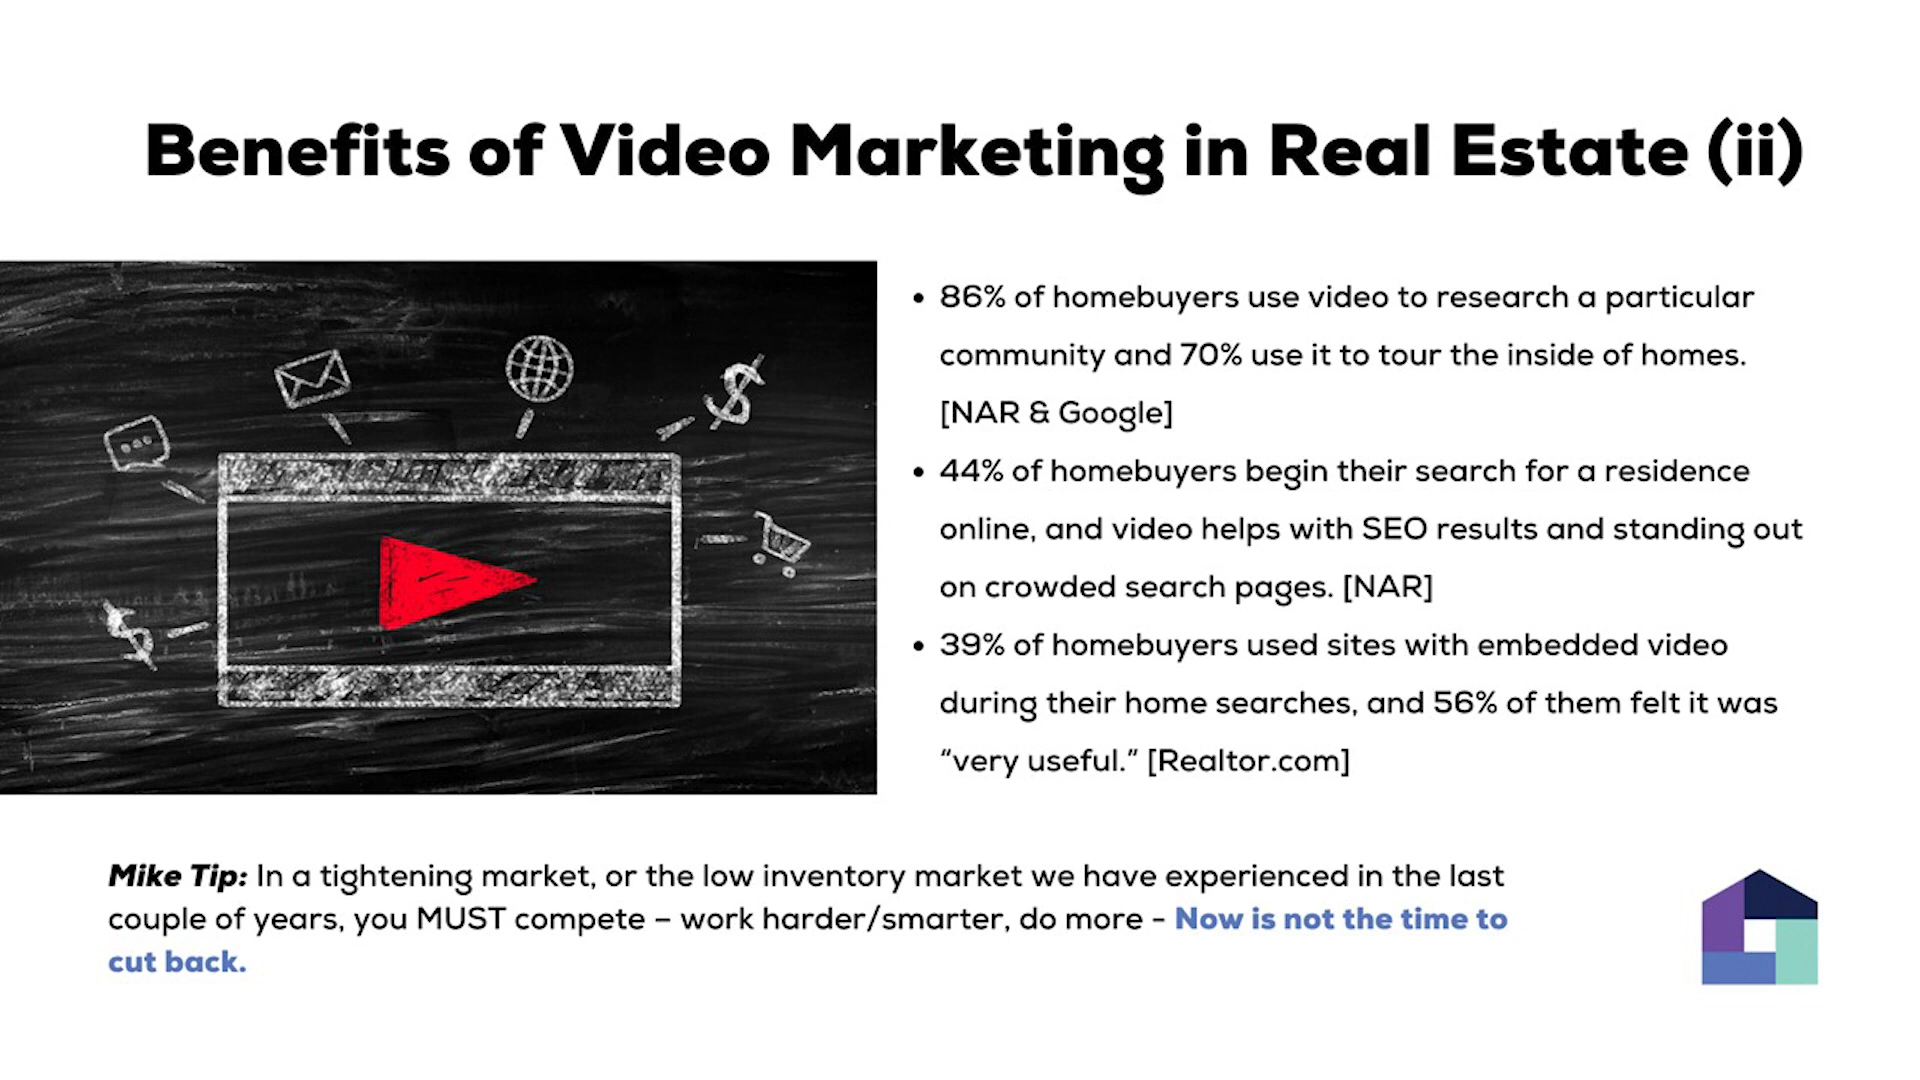 Benefits of Video Marketing in Real Estate (ii)
• 86% of homebuyers use video to research a particular
community and 70% use it to tour the inside of homes.
[NAR & Google]
• 44% of homebuyers begin their search for a residence
online, and video helps with SEO results and standing out
on crowded search pages. [NAR]
• 39% of homebuyers used sites with embedded video
during their home searches, and 56% of them felt it was
“very useful.” [Realtor.com]
Mike Tip: In a tightening market, or the low inventory market we have experienced in the last
couple of years, you MUST compete – work harder/smarter, do more - Now is not the time to
cut back.